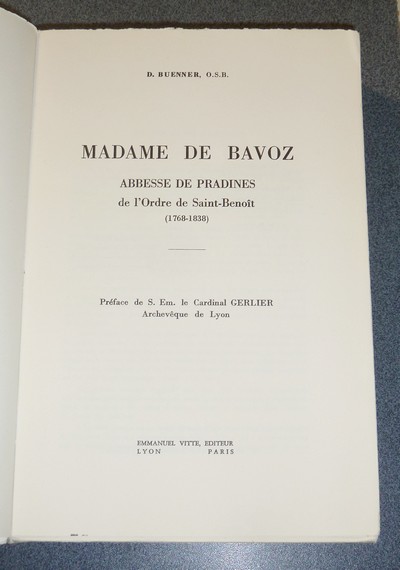 D. BUENNER, O.S.B.
MADAME DE BAVOZ
ABBESSE DE PRADINES
de l'Ordre de Saint-Benoît
(1768-1838)
Préface de S. Em. le Cardinal GERLIER
Archevêque de Lyon
EMMANUEL VITTE, EDITEUR
LYON PARIS